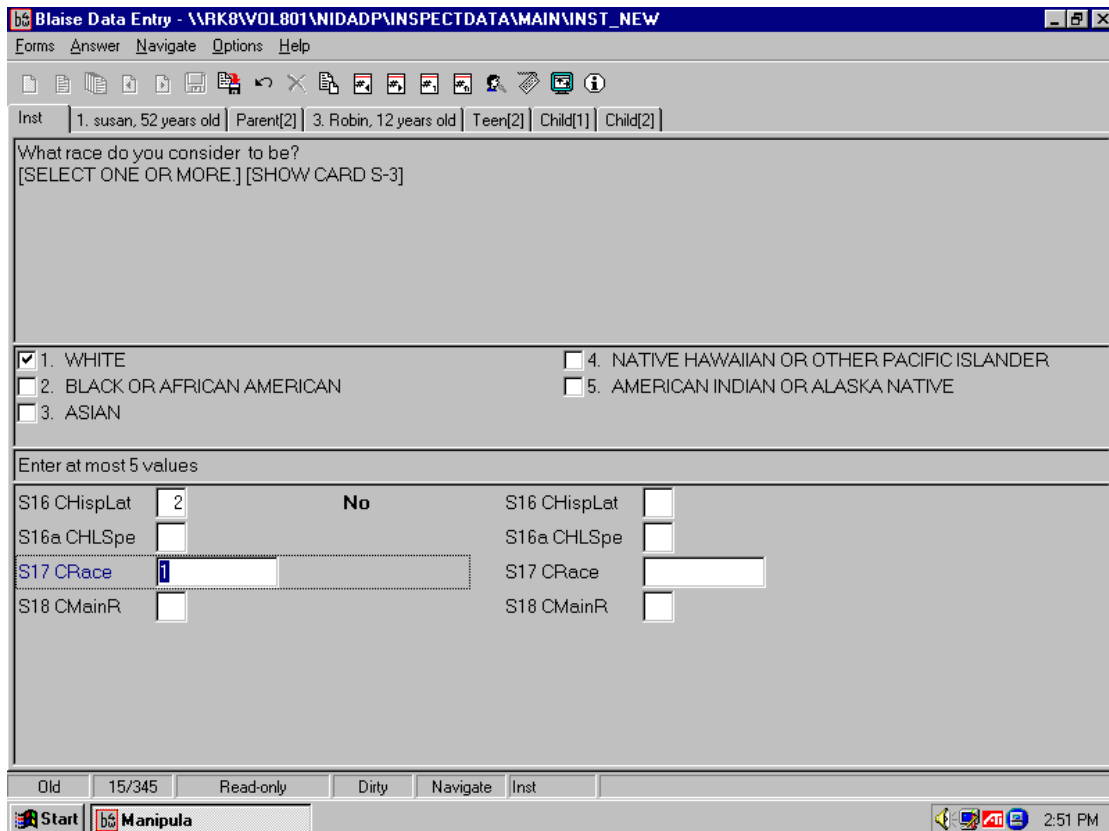 Blaise Data Entry - \\RK8\VOL801\NIDADP\INSPECTDATA\MAIN\INST_NEW
Forms Answer Navigate Options Help
Inst 1. susan, 52 years old Parent[2] 3. Robin, 12 years old Teen[2] Child[1] Child[2]
What race do you consider to be?
[SELECT ONE OR MORE.] [SHOW CARD S-3]
1. WHITE 4. NATIVE HAWAIIAN OR OTHER PACIFIC ISLANDER
2. BLACK OR AFRICAN AMERICAN 5. AMERICAN INDIAN OR ALASKA NATIVE
3. ASIAN
Enter at most 5 values
S16 CHispLat 2 No S16 CHispLat
S16a CHLSpe S16a CHLSpe
S17 CRace 1 S17 CRace
S18 CMainR S18 CMainR
Old 15/345 Read-only Dirty Navigate Inst
Start Manipula 2:51 PM